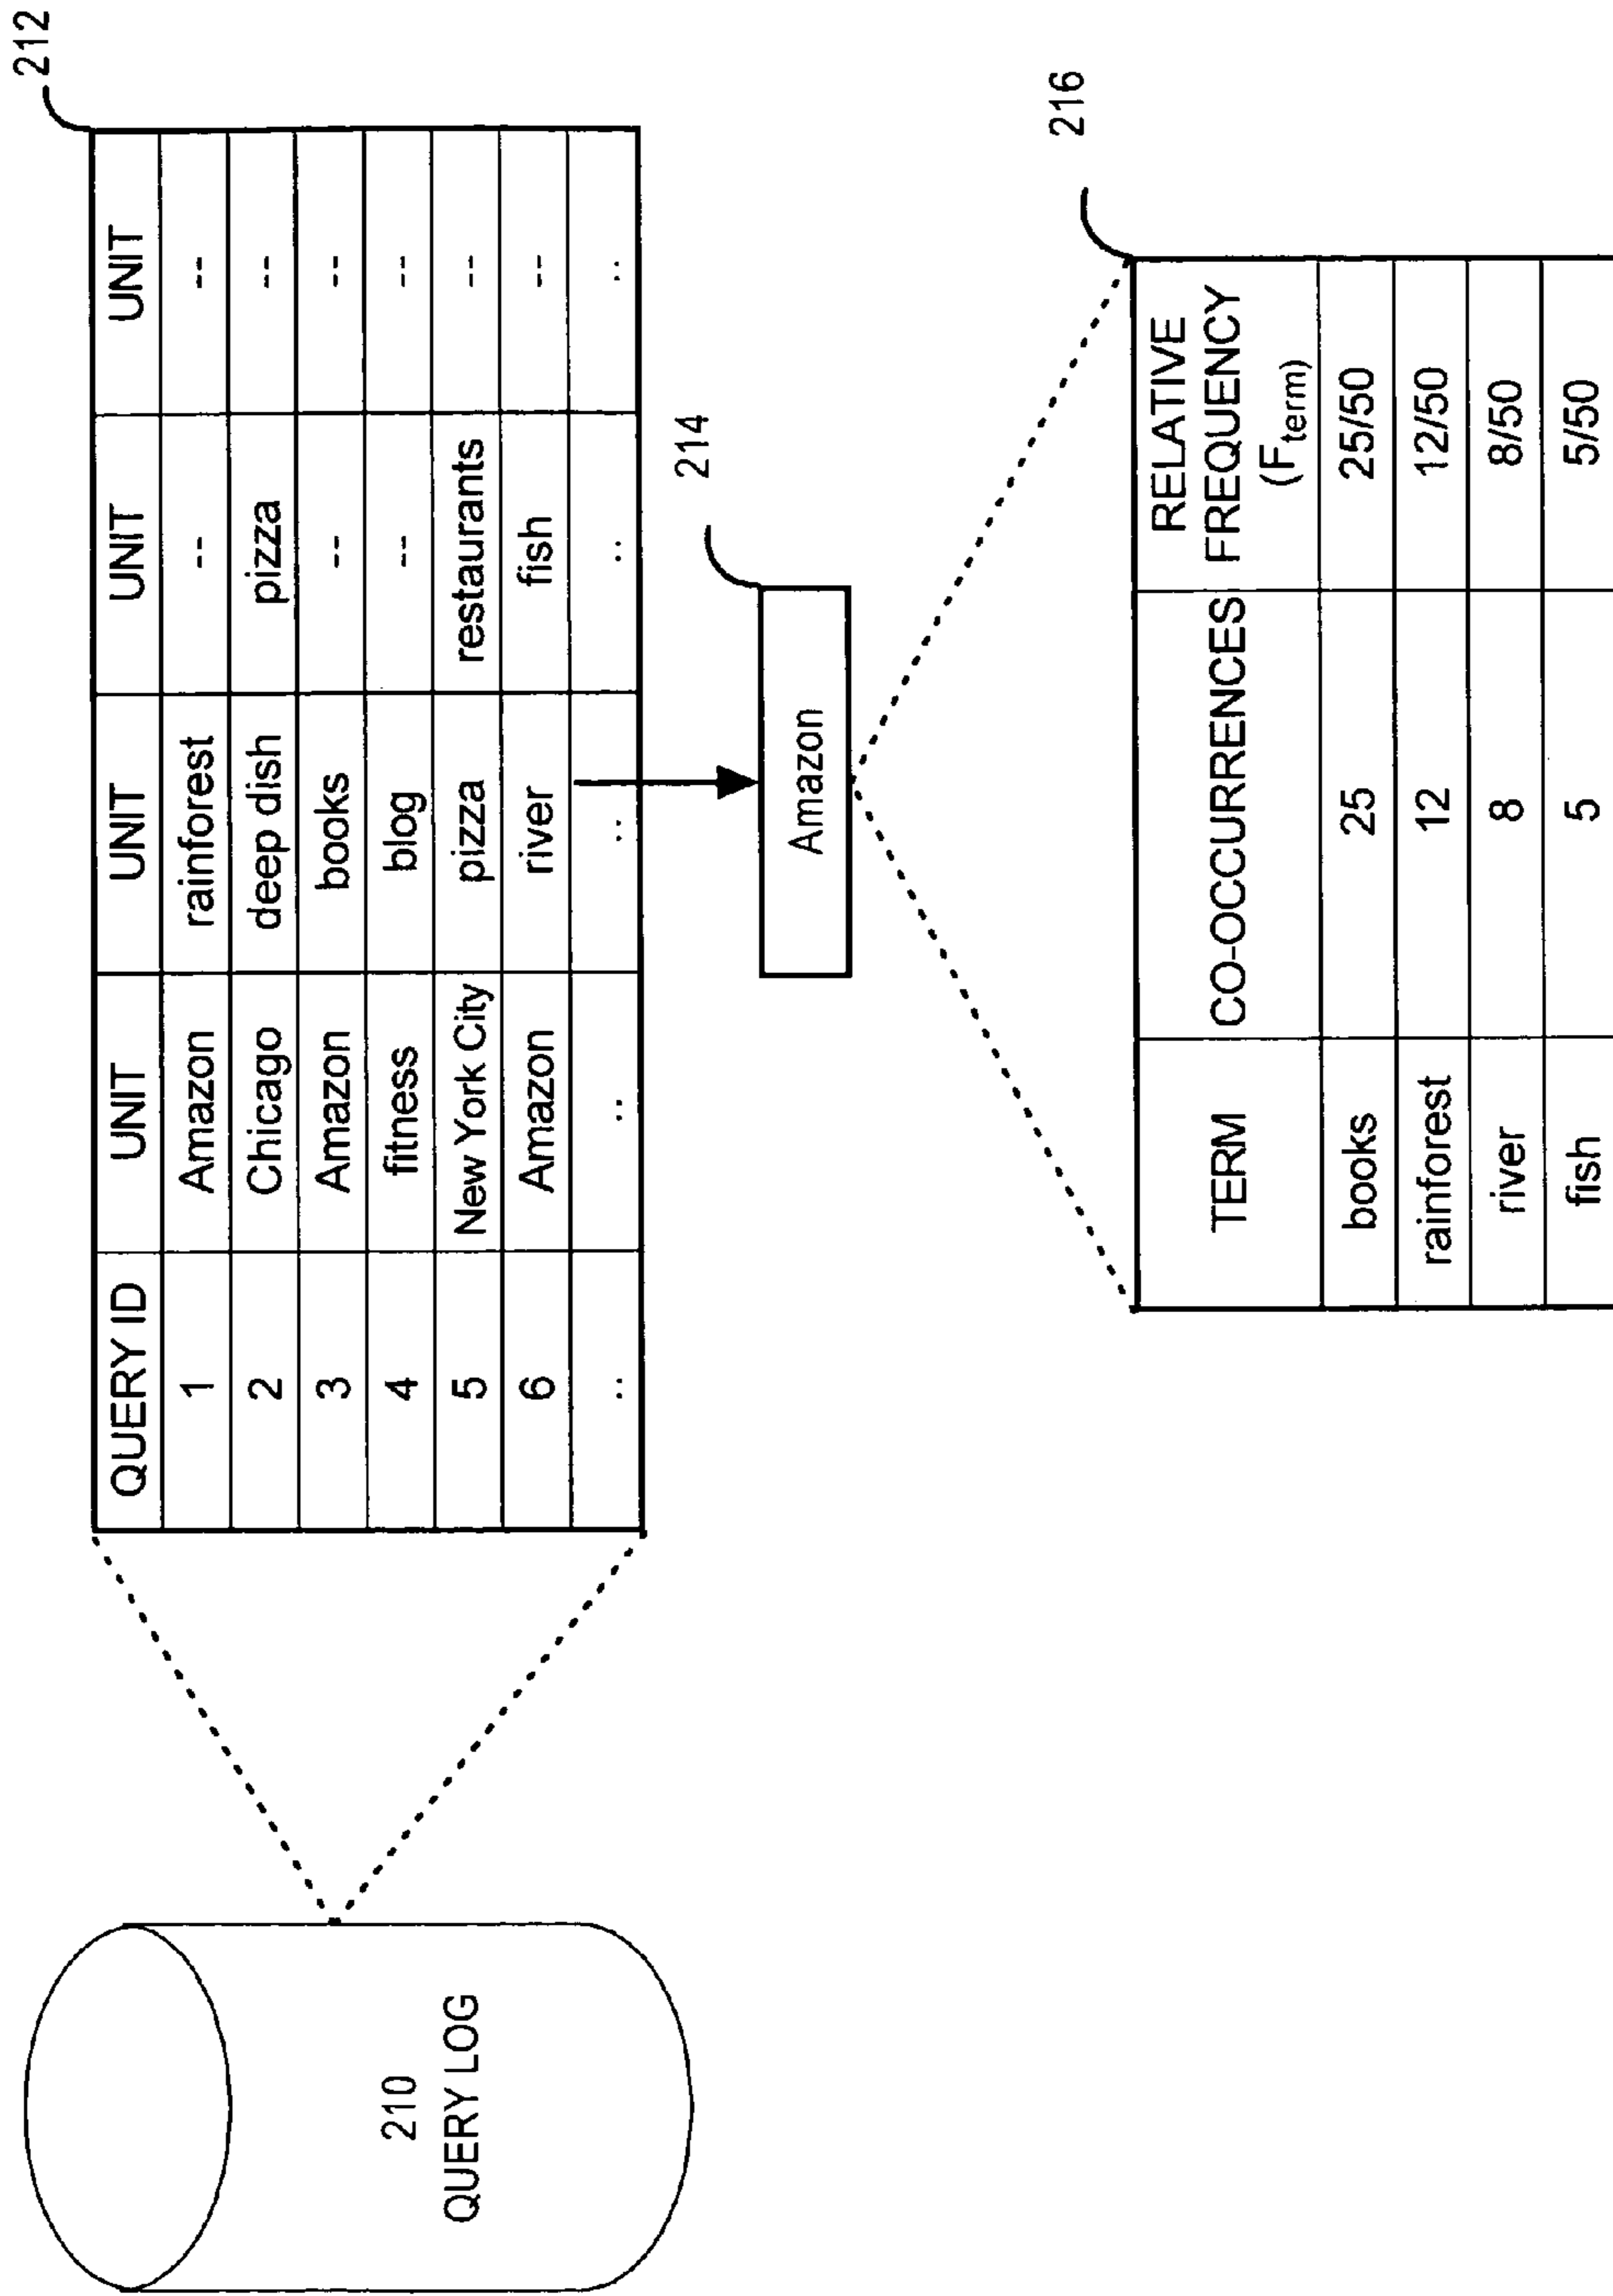 212
QUERY ID UNIT UNIT UNIT UNIT
1 Amazon rainforest -- --
2 Chicago deep dish pizza --
3 Amazon books -- --
4 fitness blog -- --
5 New York City pizza restaurants --
6 Amazon river fish --
.. .. .. .. ..
210
QUERY LOG
214
Amazon
216
TERM CO-OCCURRENCES RELATIVE
FREQUENCY
(Fterm)
books 25 25/50
rainforest 12 12/50
river 8 8/50
fish 5 5/50